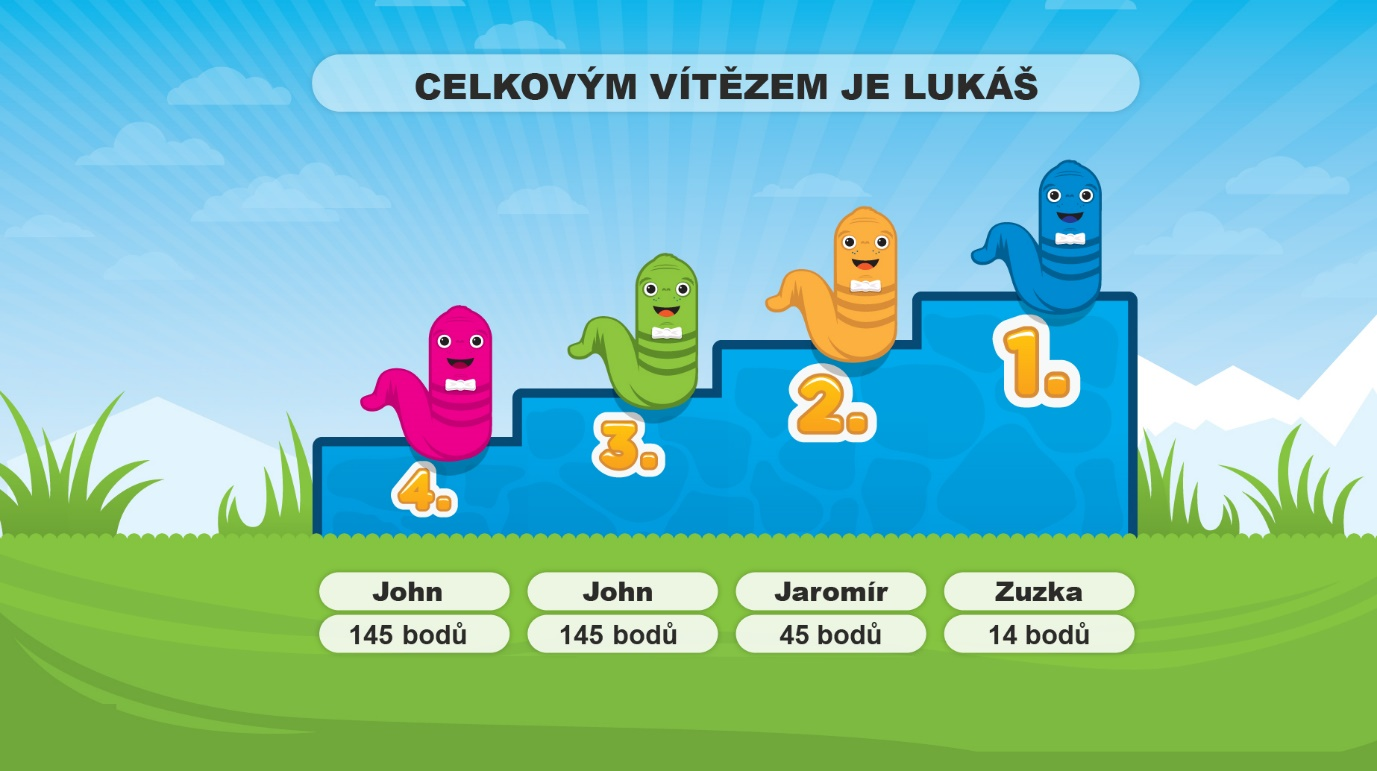 CELKOVÝM VÍTĚZEM JE LUKÁŠ
1.
2.
3.
4.
John John Jaromír Zuzka
145 bodů 145 bodů 45 bodů 14 bodů